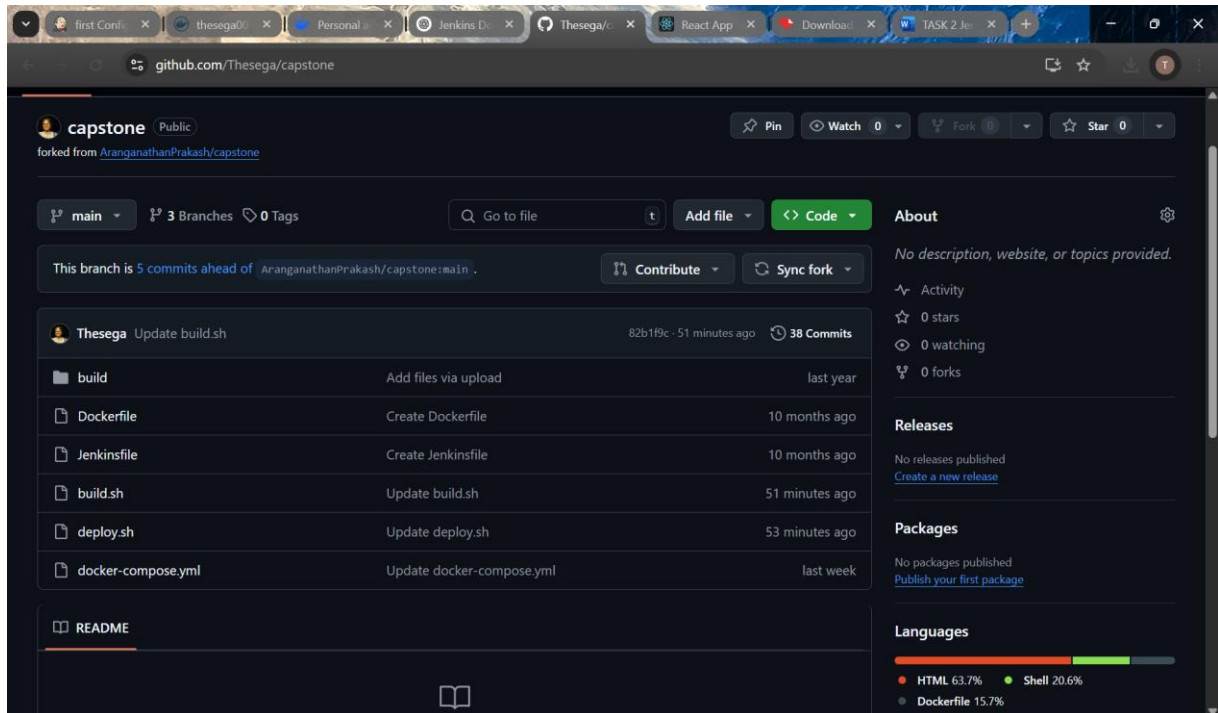 first Confi
thesega00
Personal a
Jenkins Do
Thesega/c
React App
Download
TASK 2 Je
github.com/Thesega/capstone
T
capstone Public
Pin
Watch 0
Fork 0
Star 0
forked from AranganathanPrakash/capstone
main
3 Branches
0 Tags
Go to file
t
Add file
<> Code
About
This branch is 5 commits ahead of AranganathanPrakash/capstone:main .
Contribute
Sync fork
No description, website, or topics provided.
Activity
0 stars
0 watching
0 forks
Thesega Update build.sh
82b1f9c · 51 minutes ago
38 Commits
build Add files via upload last year
Dockerfile Create Dockerfile 10 months ago
Jenkinsfile Create Jenkinsfile 10 months ago
build.sh Update build.sh 51 minutes ago
deploy.sh Update deploy.sh 53 minutes ago
docker-compose.yml Update docker-compose.yml last week
README
Releases
No releases published
Create a new release
Packages
No packages published
Publish your first package
Languages
HTML 63.7%
Shell 20.6%
Dockerfile 15.7%